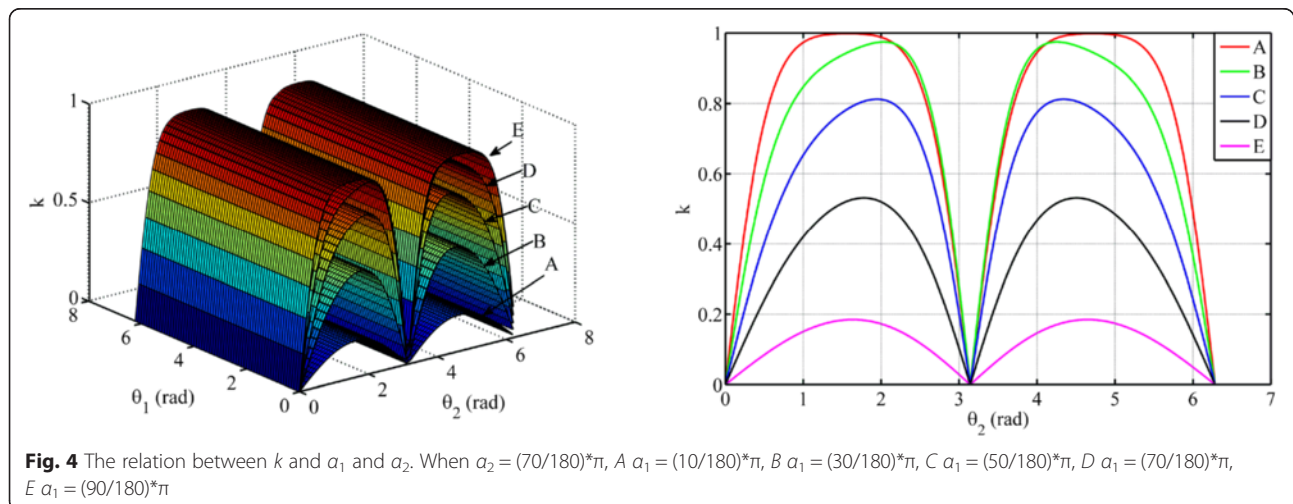 1
0.5
0
k
8
6
4
2
0
θ1 (rad)
0
2
4
6
8
θ2 (rad)
E
D
C
B
A
1
0.8
0.6
0.4
0.2
0
k
0 1 2 3 4 5 6 7
θ2 (rad)
A
B
C
D
E
Fig. 4 The relation between k and α1 and α2. When α2 = (70/180)*π, A α1 = (10/180)*π, B α1 = (30/180)*π, C α1 = (50/180)*π, D α1 = (70/180)*π,
E α1 = (90/180)*π